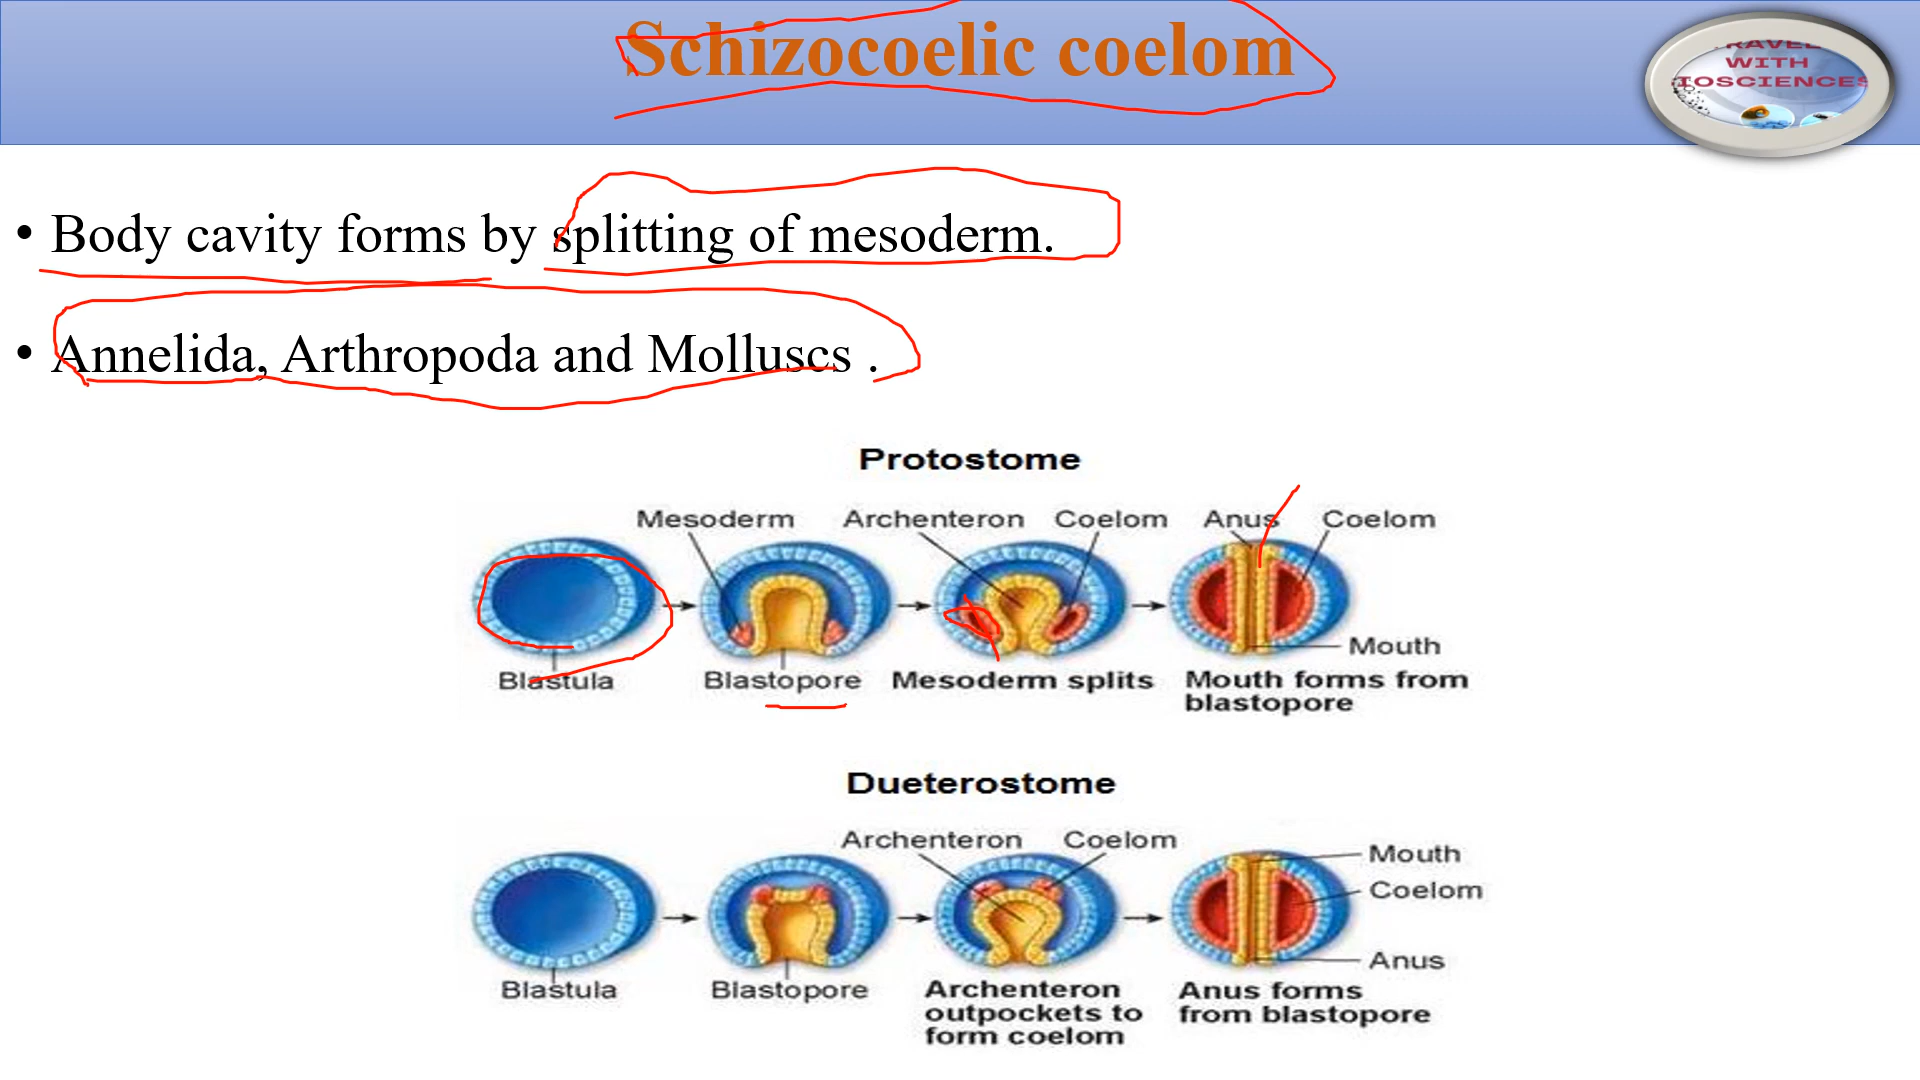 Schizocoelic coelom
WITH
• Body cavity forms by splitting of mesoderm.
• Annelida, Arthropoda and Molluscs .
Protostome
Mesoderm Archenteron Coelom Anus Coelom
Mouth
Blastula Blastopore Mesoderm splits Mouth forms from
blastopore
Dueterostome
Archenteron Coelom Mouth
Coelom
Anus
Blastula Blastopore Archenteron Anus forms
outpockets to from blastopore
form coelom